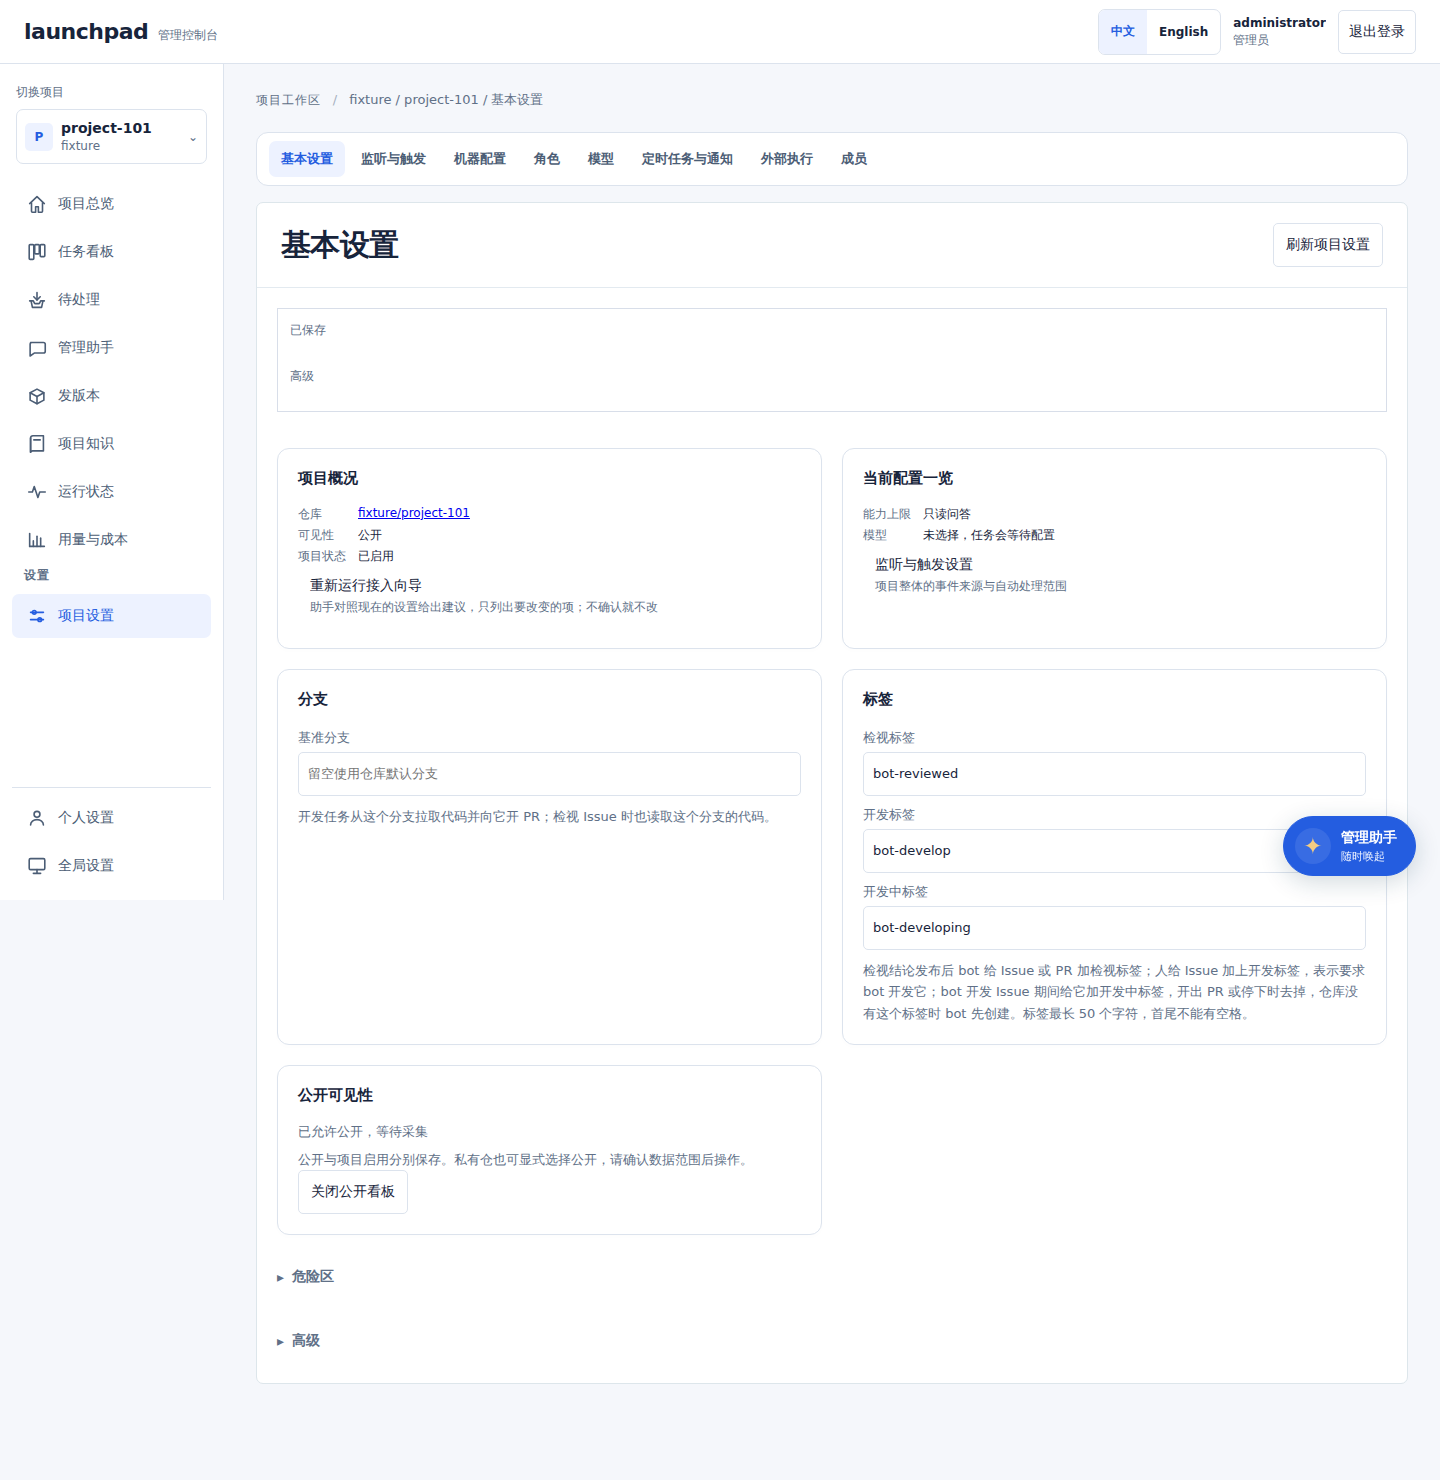 launchpad 管理控制台
中文 English
administrator
管理员
退出登录
切换项目
P
project-101
fixture
项目总览
任务看板
待处理
管理助手
发版本
项目知识
运行状态
用量与成本
设置
项目设置
个人设置
全局设置
项目工作区 / fixture / project-101 / 基本设置
基本设置 监听与触发 机器配置 角色 模型 定时任务与通知 外部执行 成员
基本设置
刷新项目设置
已保存
高级
项目概况
仓库 fixture/project-101
可见性 公开
项目状态 已启用
重新运行接入向导
助手对照现在的设置给出建议，只列出要改变的项；不确认就不改
当前配置一览
能力上限 只读问答
模型 未选择，任务会等待配置
监听与触发设置
项目整体的事件来源与自动处理范围
分支
基准分支
留空使用仓库默认分支
开发任务从这个分支拉取代码并向它开 PR；检视 Issue 时也读取这个分支的代码。
标签
检视标签
bot-reviewed
开发标签
bot-develop
开发中标签
bot-developing
检视结论发布后 bot 给 Issue 或 PR 加检视标签；人给 Issue 加上开发标签，表示要求
bot 开发它；bot 开发 Issue 期间给它加开发中标签，开出 PR 或停下时去掉，仓库没
有这个标签时 bot 先创建。标签最长 50 个字符，首尾不能有空格。
管理助手
随时唤起
公开可见性
已允许公开，等待采集
公开与项目启用分别保存。私有仓也可显式选择公开，请确认数据范围后操作。
关闭公开看板
危险区
高级